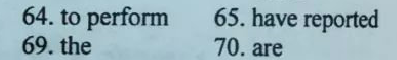 64. to perform 65. have reported
69. the 70. are